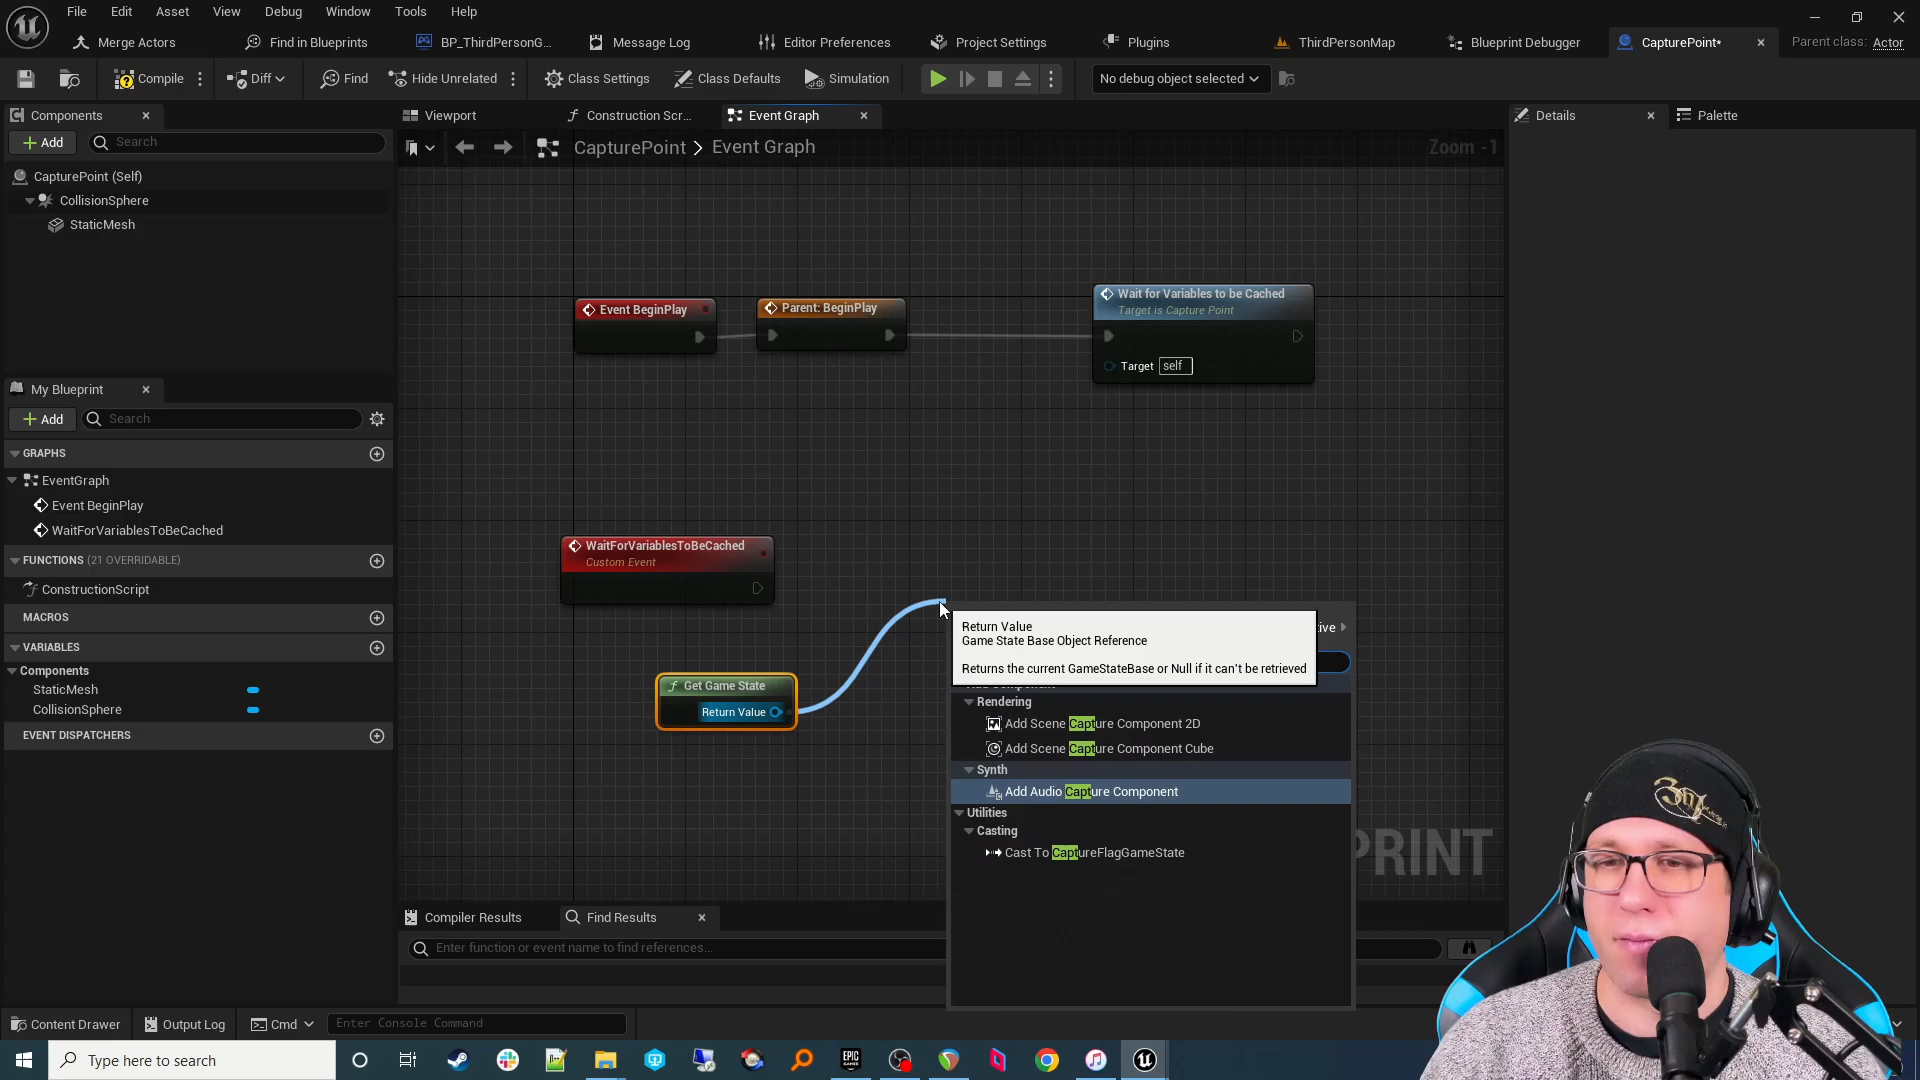 File Edit Asset View Debug Window Tools Help
Merge Actors Find in Blueprints BP_ThirdPersonG... Message Log Editor Preferences Project Settings Plugins ThirdPersonMap Blueprint Debugger CapturePoint* Parent class: Actor
Compile Diff Find Hide Unrelated Class Settings Class Defaults Simulation No debug object selected
Components
Add Search
CapturePoint (Self)
CollisionSphere
StaticMesh
My Blueprint
Add Search
GRAPHS
EventGraph
Event BeginPlay
WaitForVariablesToBeCached
FUNCTIONS (21 OVERRIDABLE)
ConstructionScript
MACROS
VARIABLES
Components
StaticMesh
CollisionSphere
EVENT DISPATCHERS
Viewport Construction Scr... Event Graph
CapturePoint > Event Graph Zoom -1
Event BeginPlay
Parent: BeginPlay
Wait for Variables to be Cached
Target is Capture Point
Target self
WaitForVariablesToBeCached
Custom Event
Get Game State
Return Value
Return Value
Game State Base Object Reference
Returns the current GameStateBase or Null if it can't be retrieved
Rendering
Add Scene Capture Component 2D
Add Scene Capture Component Cube
Synth
Add Audio Capture Component
Utilities
Casting
Cast To CaptureFlagGameState
Details Palette
Compiler Results Find Results
Enter function or event name to find references...
Content Drawer Output Log Cmd Enter Console Command
Type here to search
EPIC
GAMES